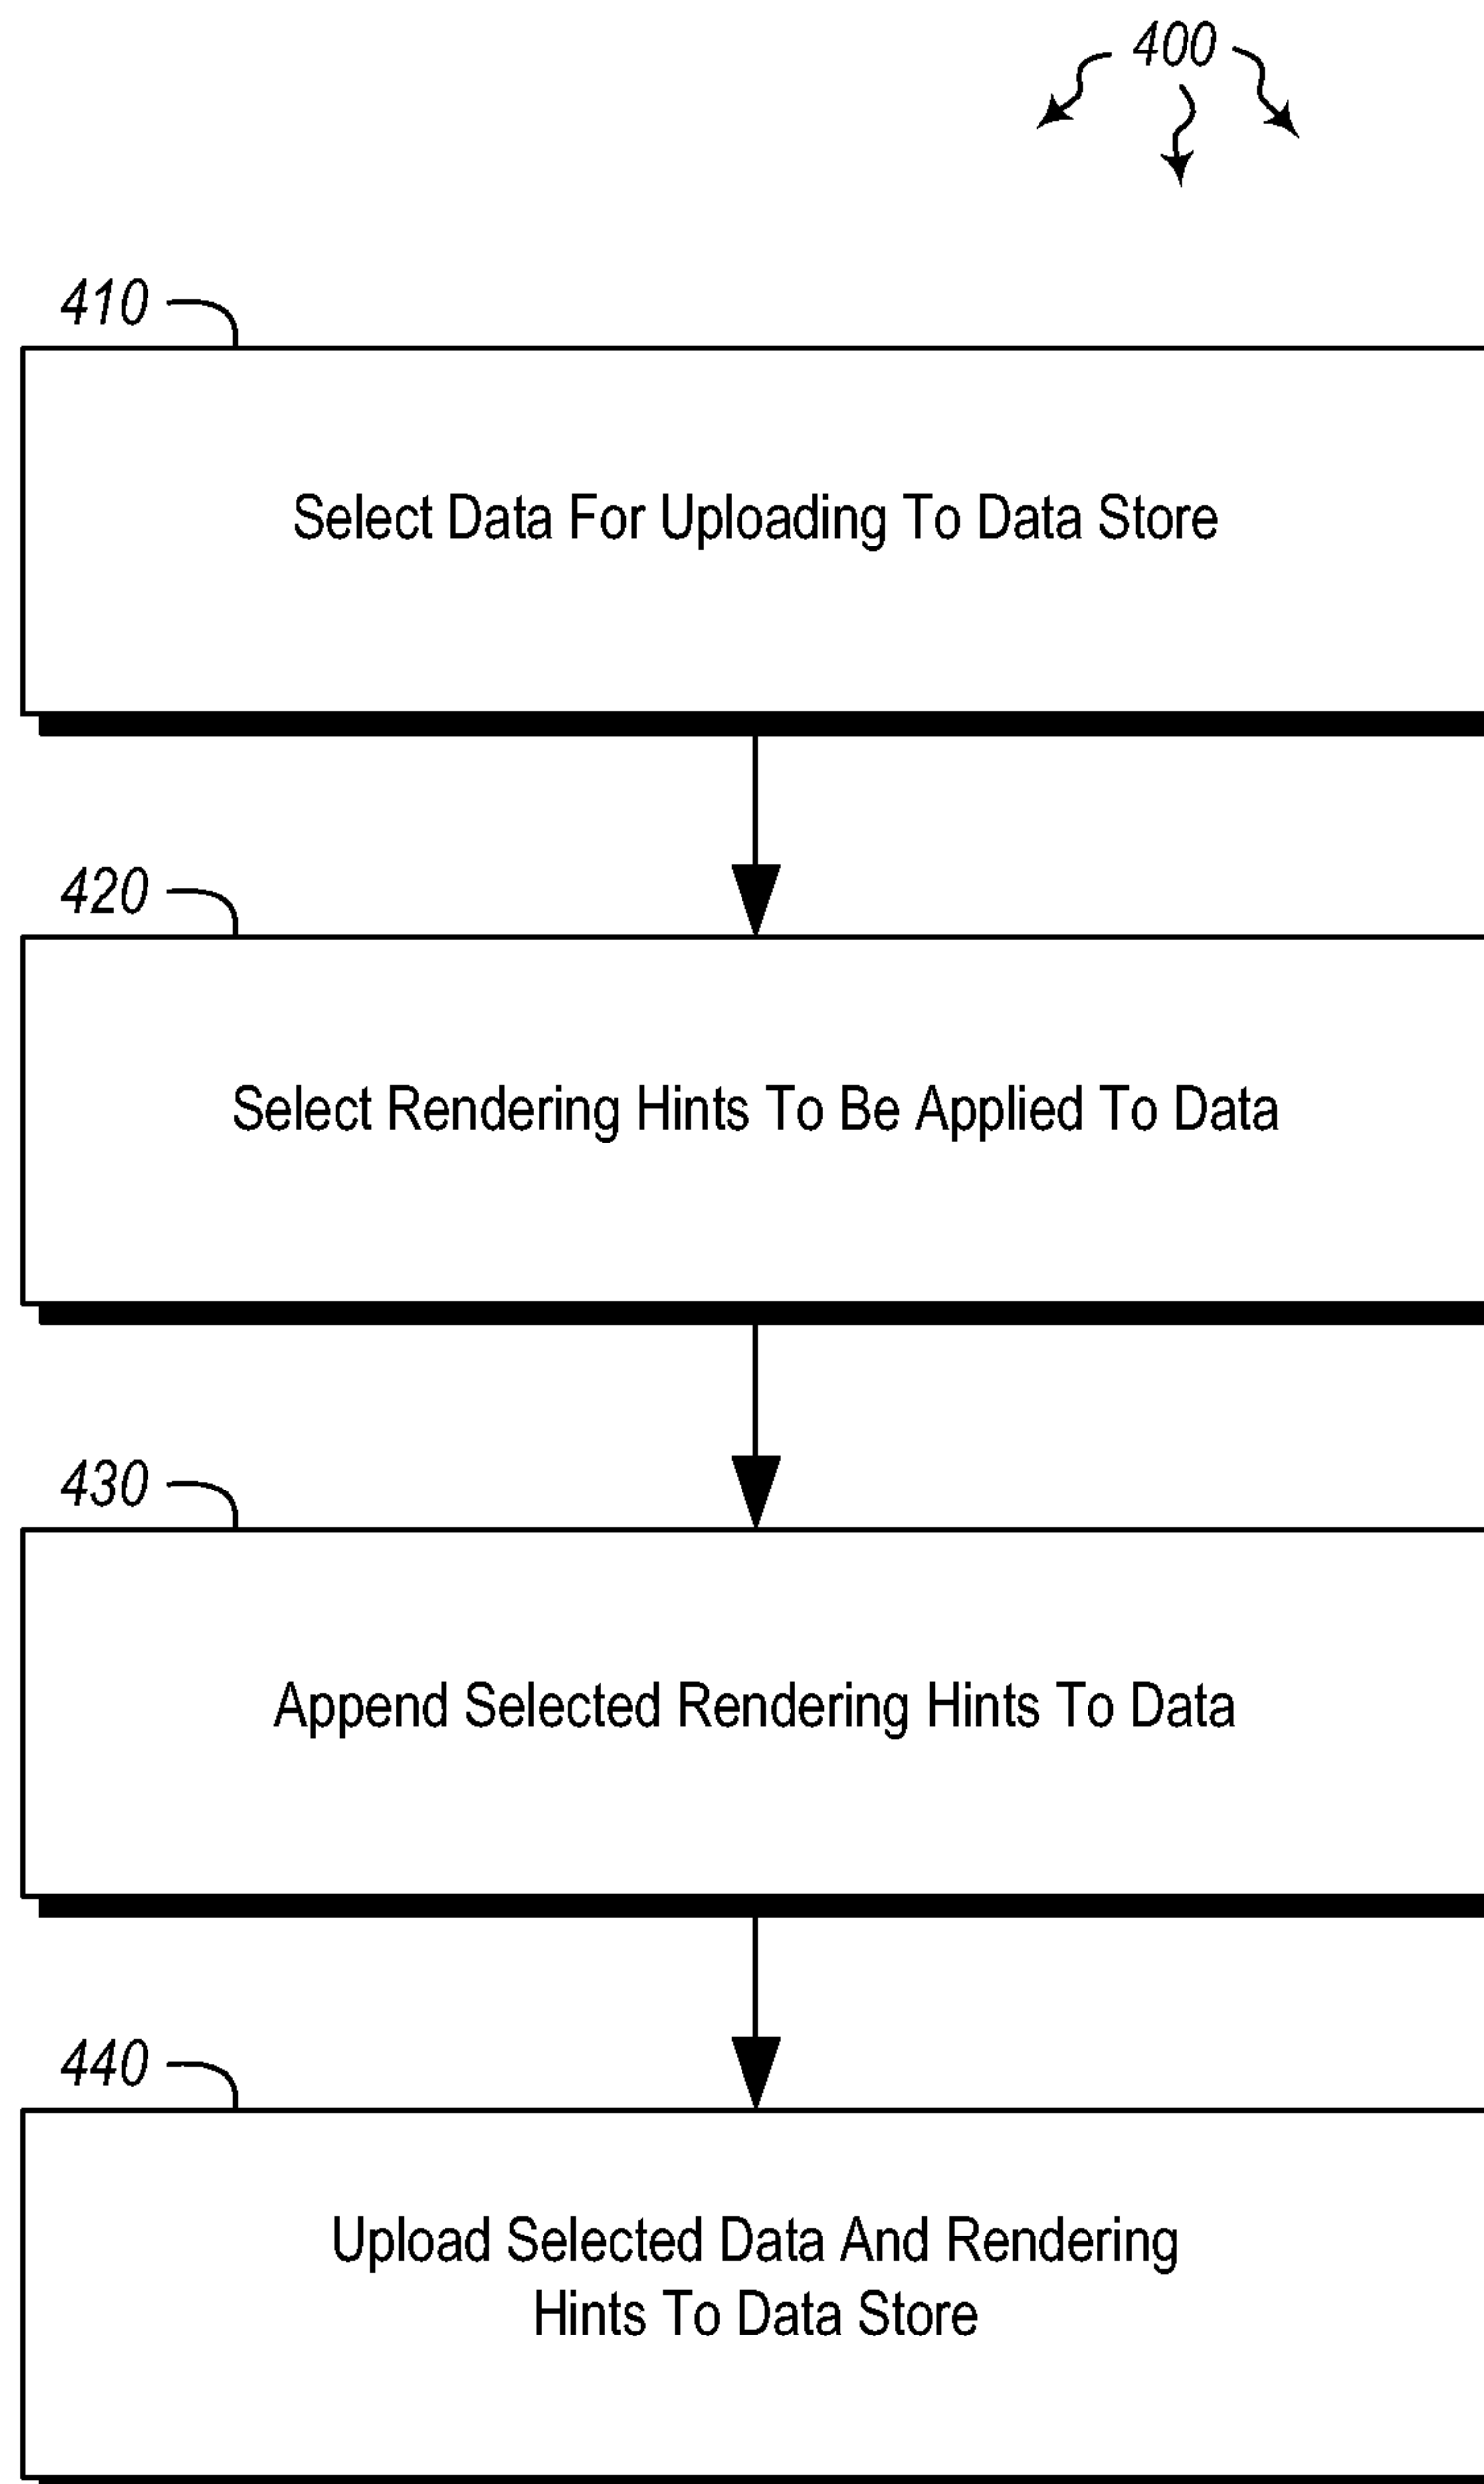 400
410
Select Data For Uploading To Data Store
420
Select Rendering Hints To Be Applied To Data
430
Append Selected Rendering Hints To Data
440
Upload Selected Data And Rendering
Hints To Data Store